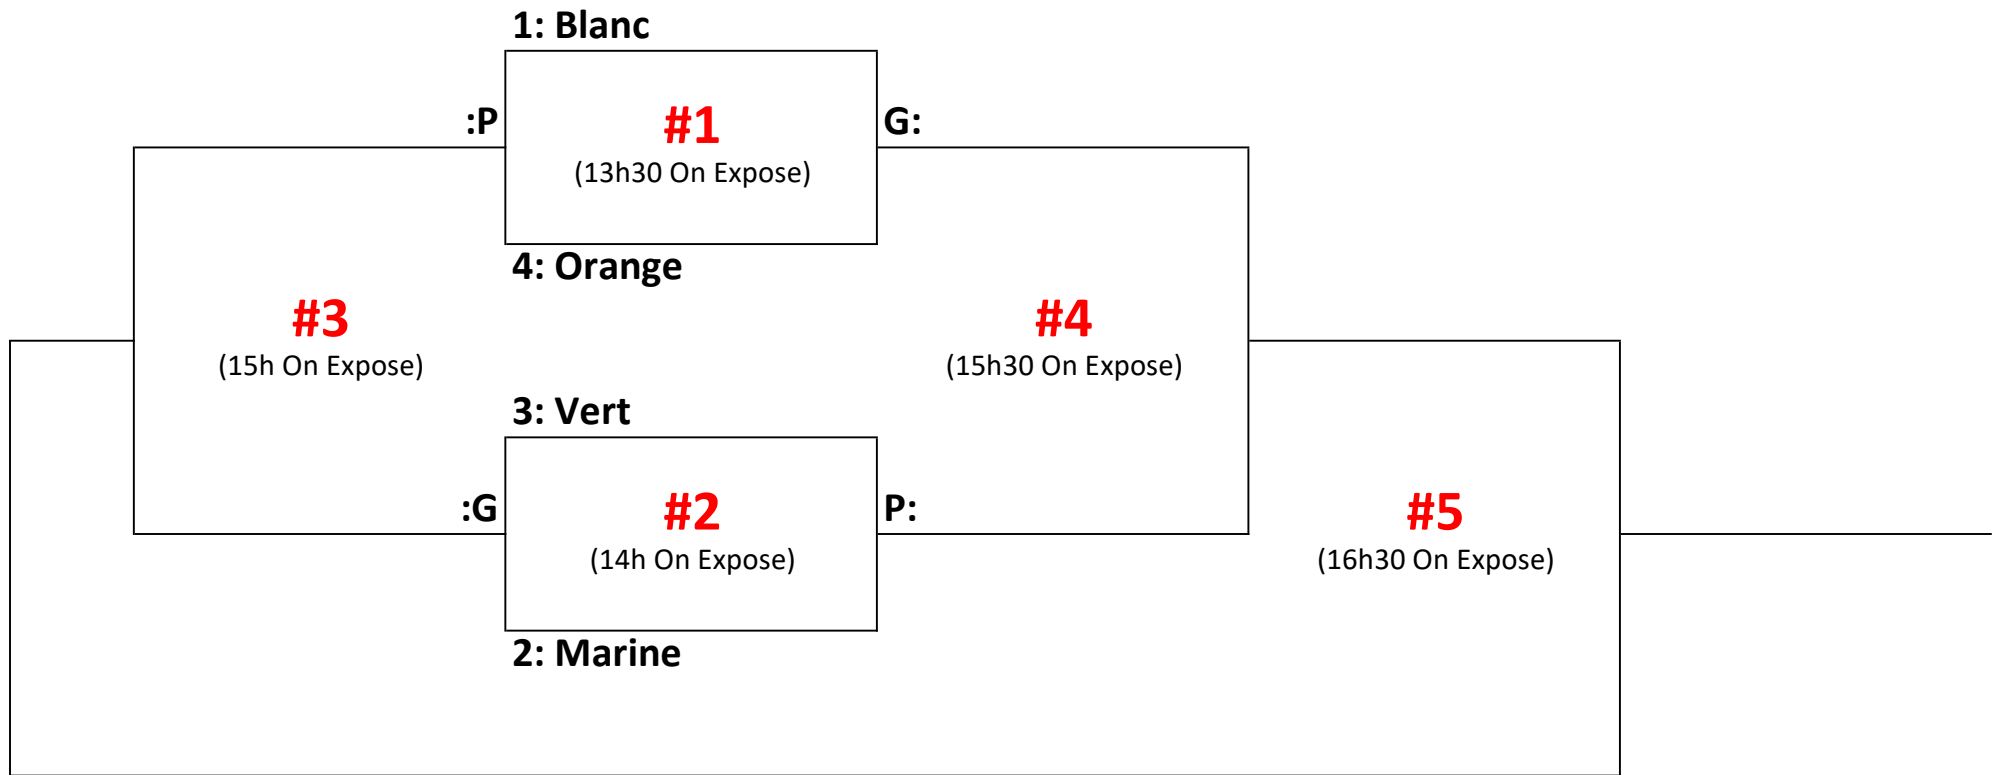 1: Blanc
:P
#1
G:
(13h30 On Expose)
4: Orange
#3
#4
(15h On Expose)
(15h30 On Expose)
3: Vert
:G
#2
P:
#5
(14h On Expose)
(16h30 On Expose)
2: Marine